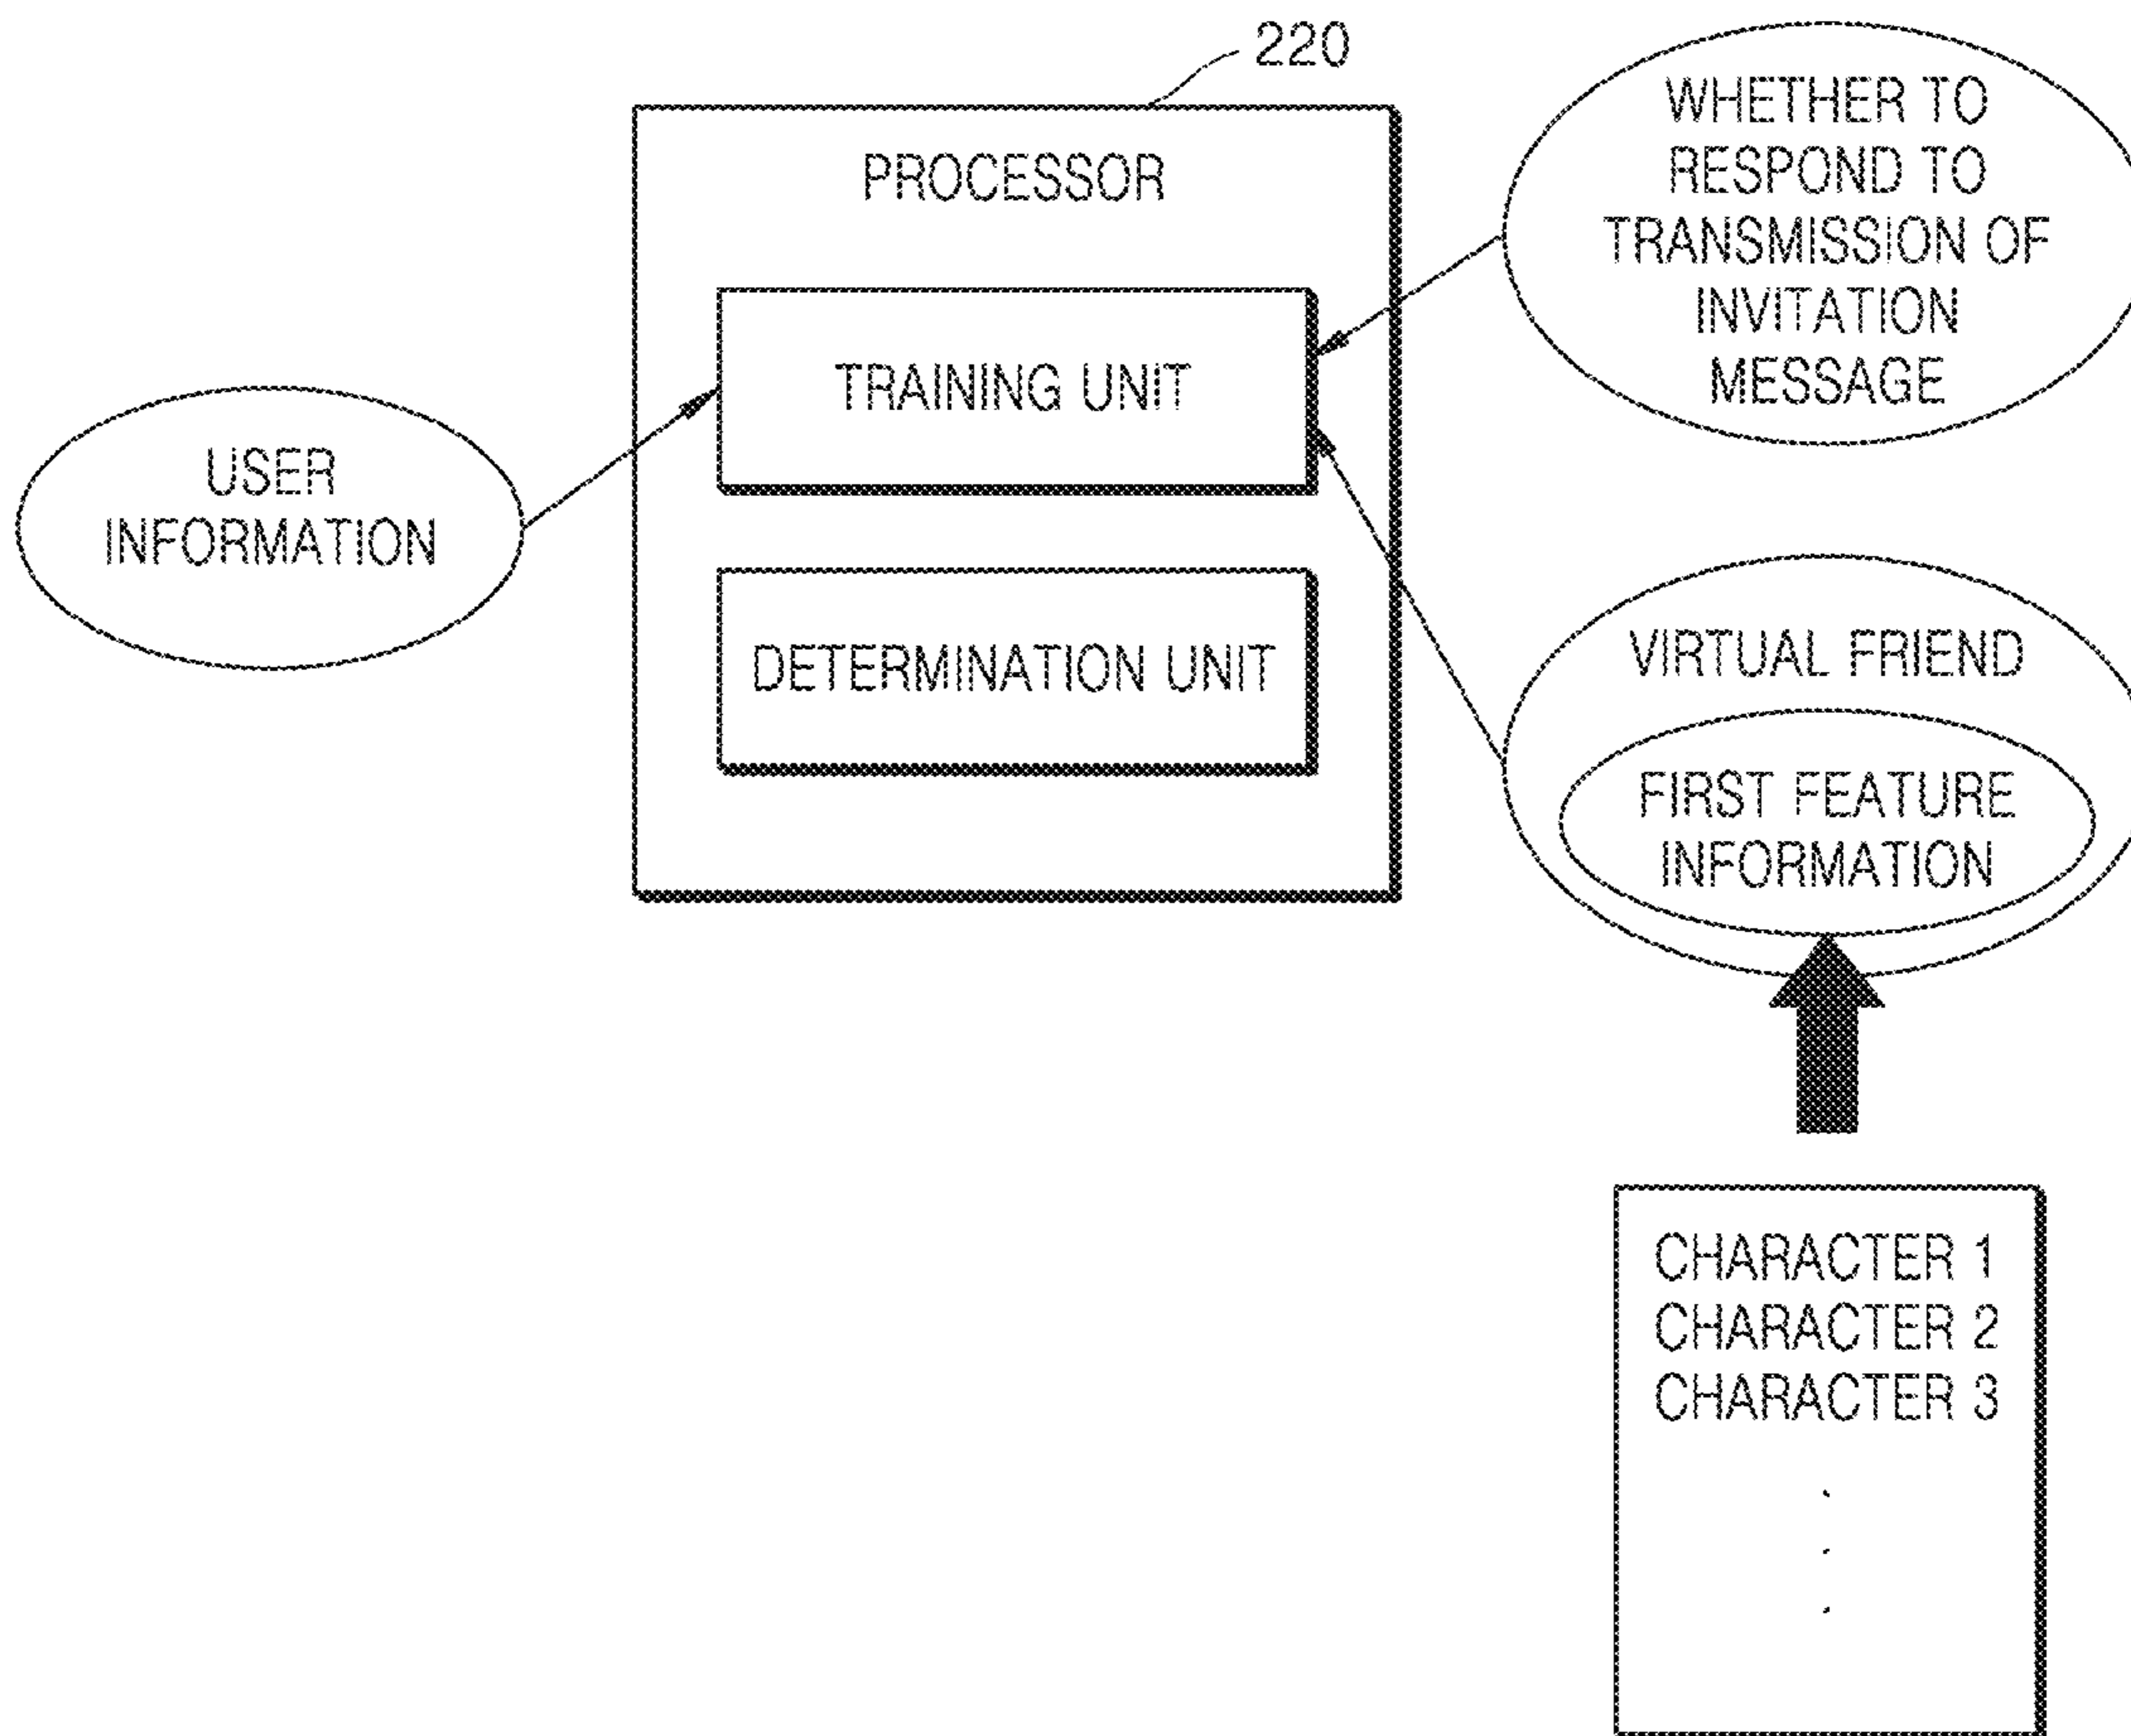 220
PROCESSOR
TRAINING UNIT
DETERMINATION UNIT
USER
INFORMATION
WHETHER TO
RESPOND TO
TRANSMISSION OF
INVITATION
MESSAGE
VIRTUAL FRIEND
FIRST FEATURE
INFORMATION
CHARACTER 1
CHARACTER 2
CHARACTER 3
.
.
.